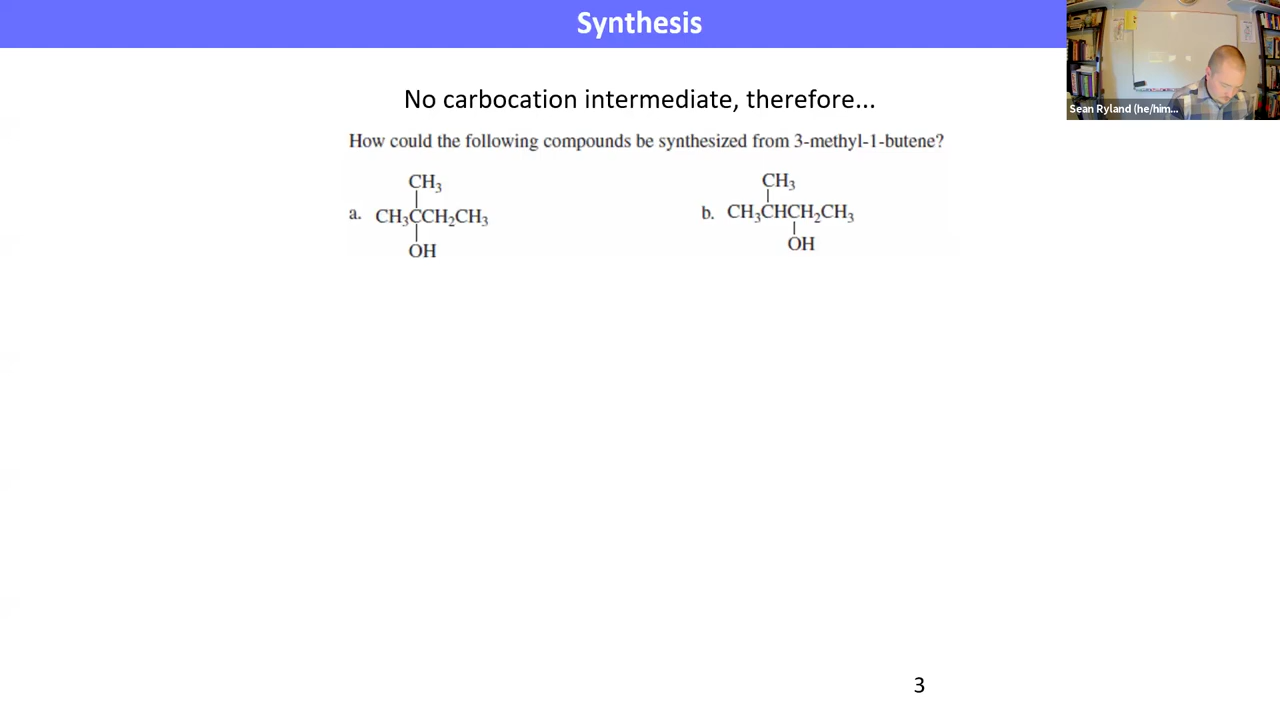 Synthesis
Sean Ryland (he/him...
No carbocation intermediate, therefore...
How could the following compounds be synthesized from 3-methyl-1-butene?
CH₃
a. CH₃CCH₂CH₃
OH
CH₃
b. CH₃CHCH₂CH₃
OH
3